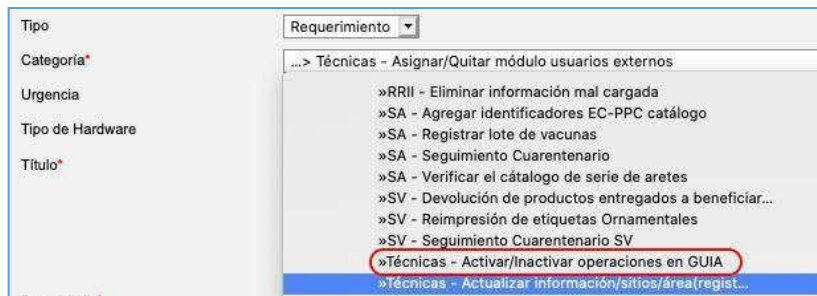 Tipo
Requerimiento
Categoría*
...> Técnicas - Asignar/Quitar módulo usuarios externos
Urgencia
»RRII - Eliminar información mal cargada
»SA - Agregar identificadores EC-PPC catálogo
Tipo de Hardware
»SA - Registrar lote de vacunas
»SA - Seguimiento Cuarentenario
Título*
»SA - Verificar el cátalogo de serie de aretes
»SV - Devolución de productos entregados a beneficiar...
»SV - Reimpresión de etiquetas Ornamentales
»SV - Seguimiento Cuarentenario SV
»Técnicas - Activar/Inactivar operaciones en GUIA
»Técnicas - Actualizar información/sitios/área(regist...